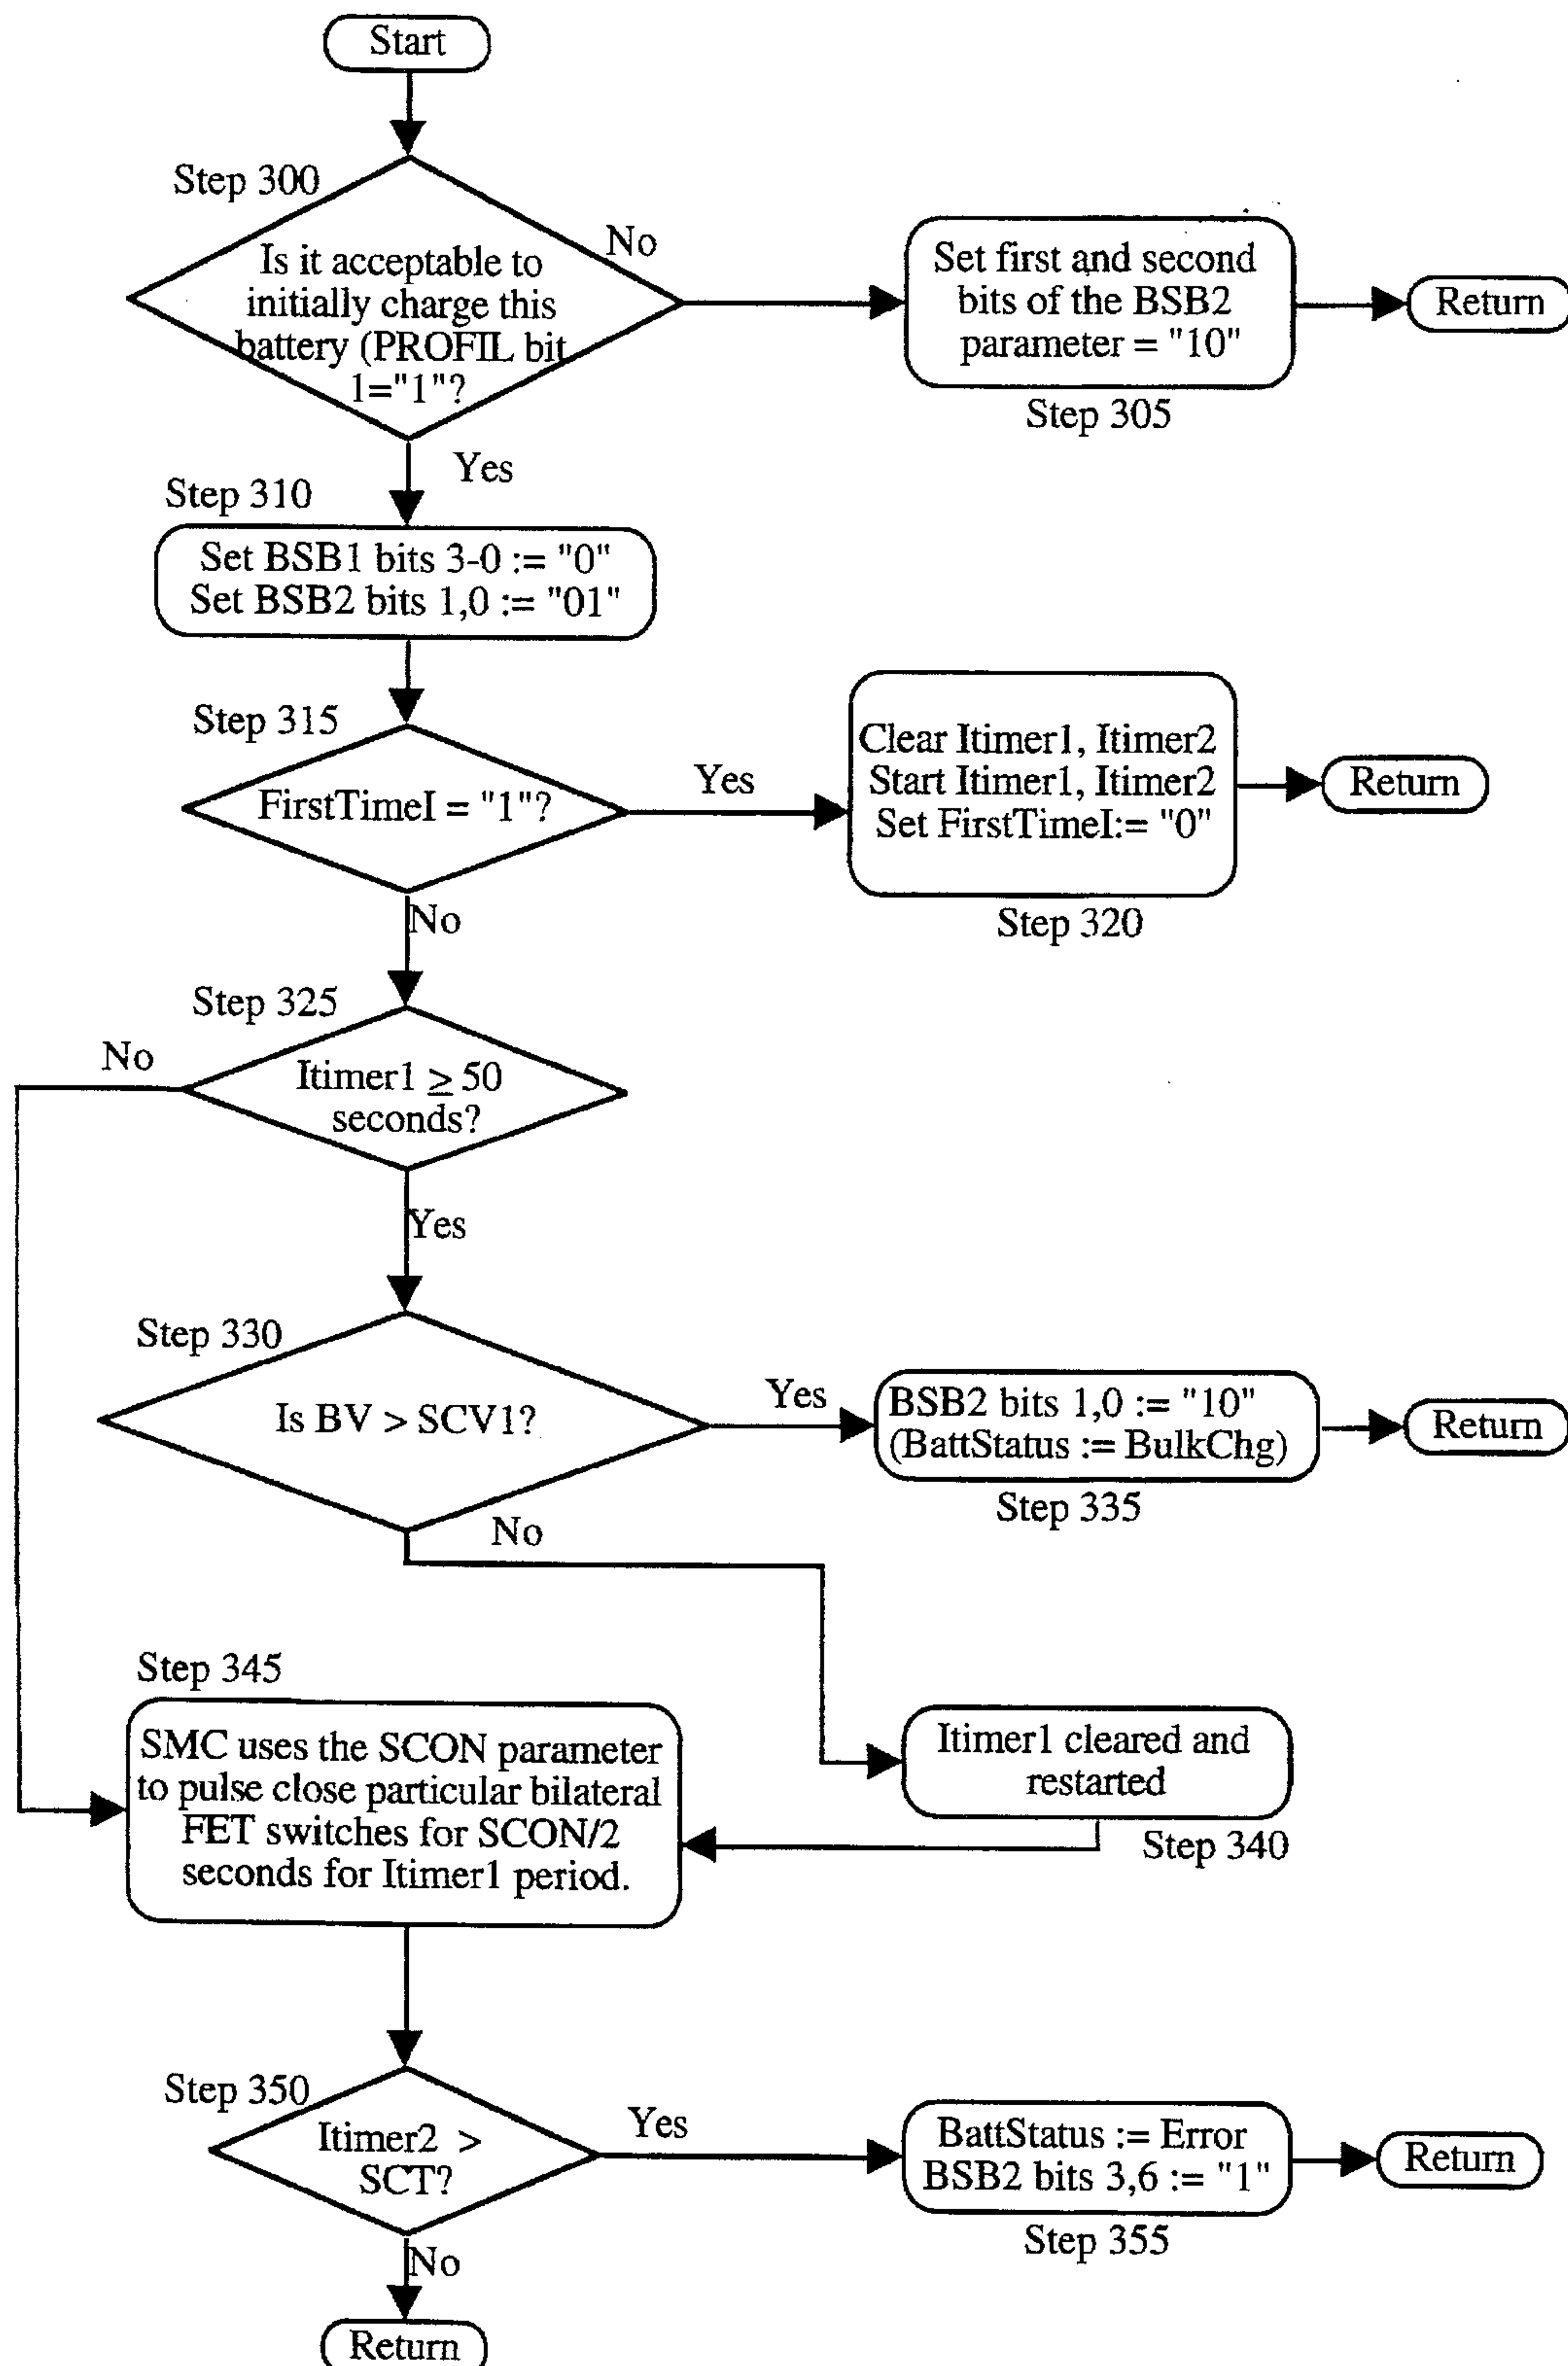 Start
Step 300
Is it acceptable to
initially charge this
battery (PROFIL bit
1="1"?
No
Set first and second
bits of the BSB2
parameter = "10"
Step 305
Return
Yes
Step 310
Set BSB1 bits 3-0 := "0"
Set BSB2 bits 1,0 := "01"
Step 315
FirstTimeI = "1"?
Yes
Clear Itimer1, Itimer2
Start Itimer1, Itimer2
Set FirstTimeI:= "0"
Step 320
Return
No
Step 325
No
Itimer1 ≥ 50
seconds?
Yes
Step 330
Is BV > SCV1?
Yes
BSB2 bits 1,0 := "10"
(BattStatus := BulkChg)
Step 335
Return
No
Step 345
SMC uses the SCON parameter
to pulse close particular bilateral
FET switches for SCON/2
seconds for Itimer1 period.
Itimer1 cleared and
restarted
Step 340
Step 350
Itimer2 >
SCT?
Yes
BattStatus := Error
BSB2 bits 3,6 := "1"
Step 355
Return
No
Return